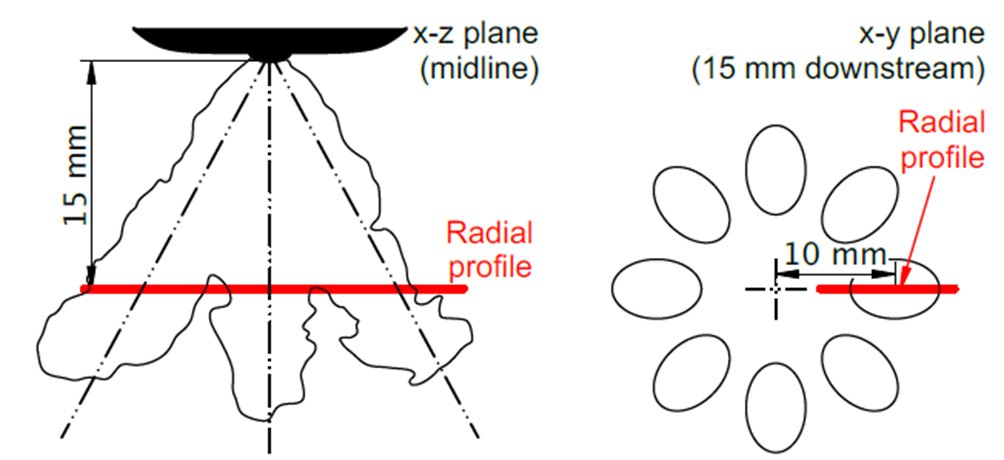 x-z plane
(midline)
15 mm
Radial
profile
x-y plane
(15 mm downstream)
Radial
profile
10 mm